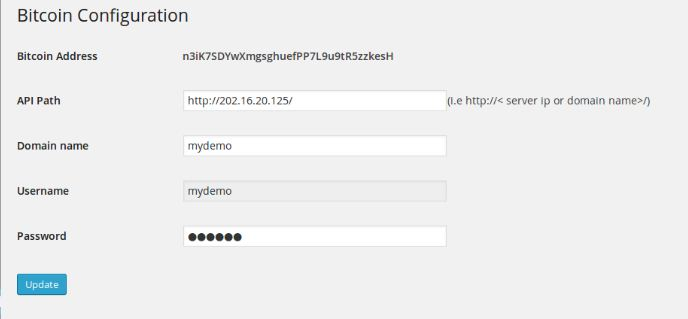 Bitcoin Configuration
Bitcoin Address n3iK7SDYwXmgsghuefPP7L9u9tR5zzkesH
API Path http://202.16.20.125/ (i.e http://< server ip or domain name>/)
Domain name mydemo
Username mydemo
Password ●●●●●●
Update